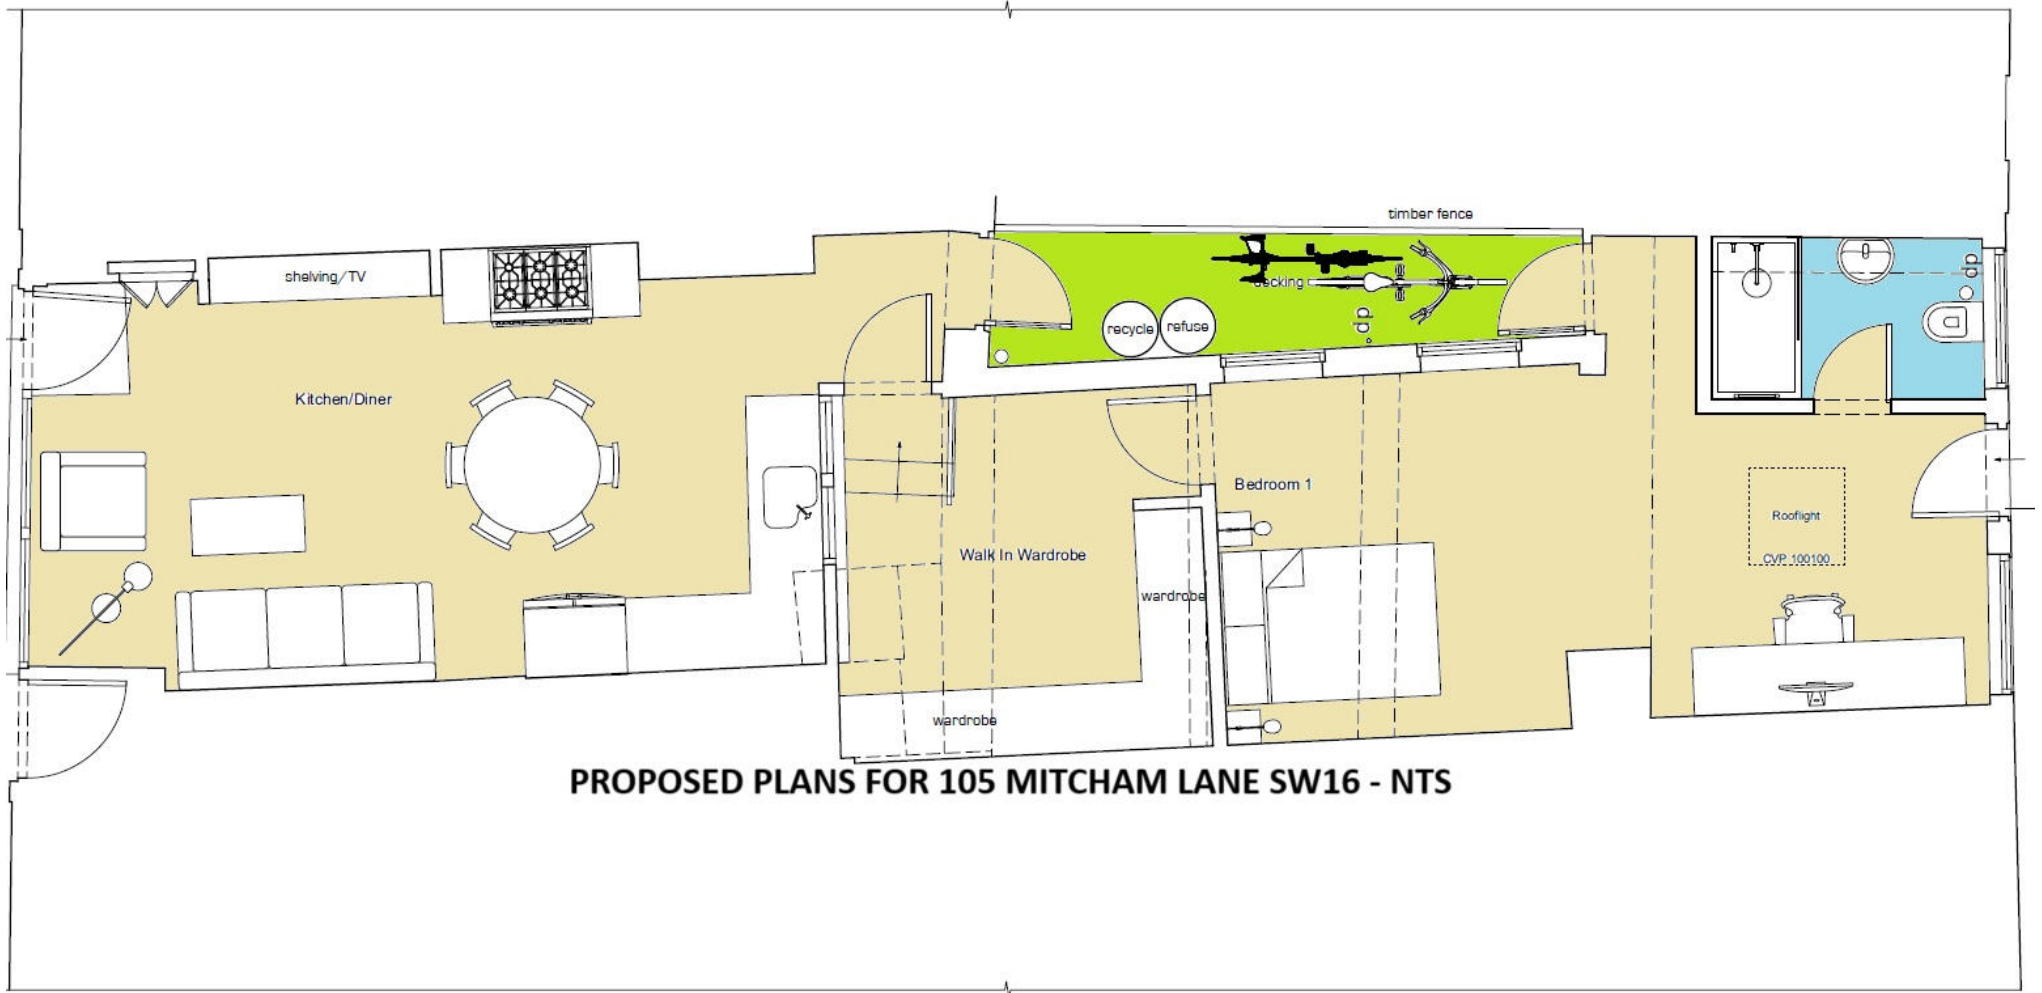 timber fence
shelving/TV
decking
dp
recycle
refuse
dp
Kitchen/Diner
Bedroom 1
Rooflight
CVP 100100
Walk In Wardrobe
wardrobe
wardrobe
PROPOSED PLANS FOR 105 MITCHAM LANE SW16 - NTS